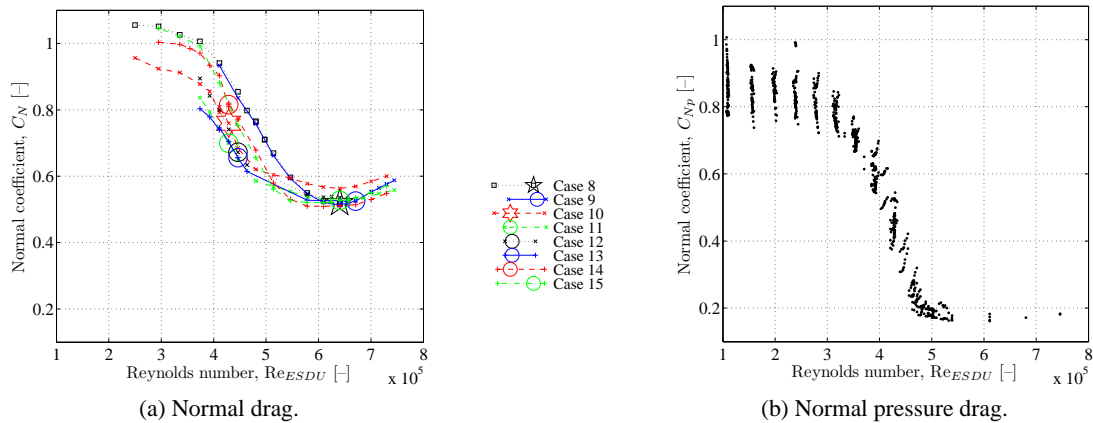 1
0.8
0.6
0.4
0.2
Normal coefficient, C_N [–]
1 2 3 4 5 6 7 8
x 10^5
Reynolds number, Re_ESDU [–]
(a) Normal drag.
Case 8
Case 9
Case 10
Case 11
Case 12
Case 13
Case 14
Case 15
1
0.8
0.6
0.4
0.2
Normal coefficient, C_Np [–]
1 2 3 4 5 6 7 8
x 10^5
Reynolds number, Re_ESDU [–]
(b) Normal pressure drag.